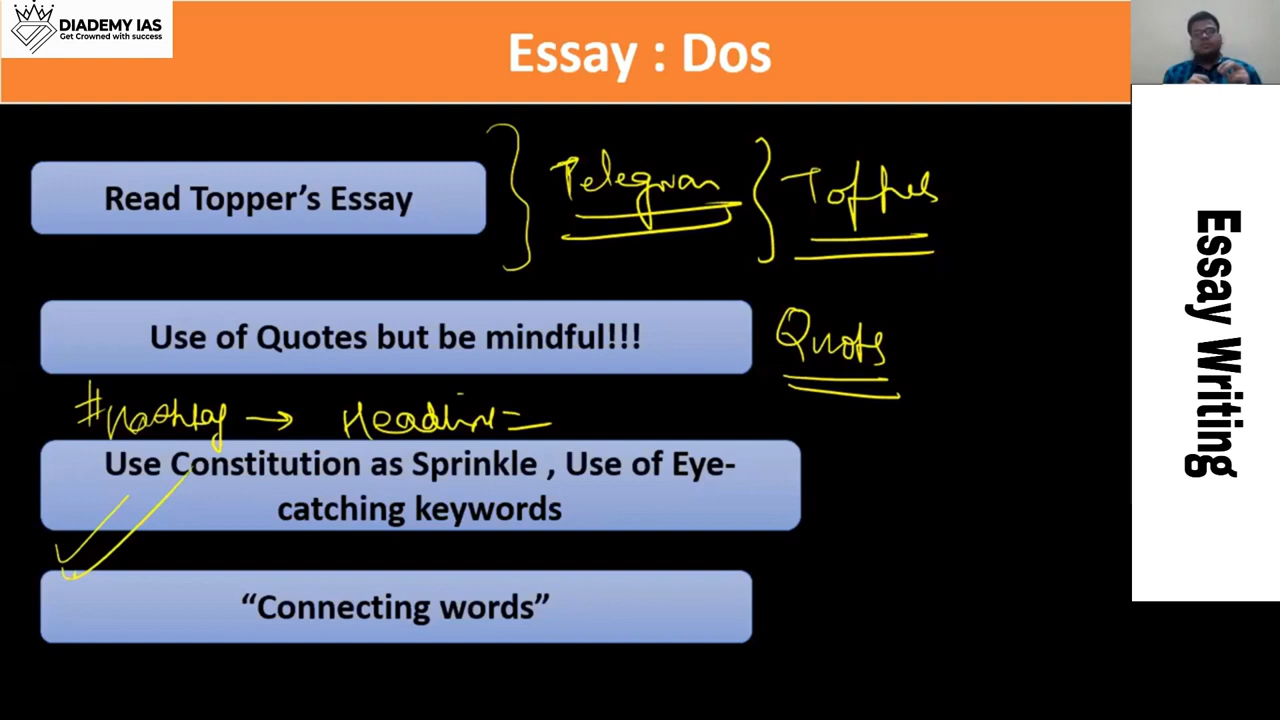 DIADEMY IAS
Get Crowned with success
Essay : Dos
Read Topper’s Essay
Telegram
Toppers
Use of Quotes but be mindful!!!
Quots
#hashtag → Headline
Use Constitution as Sprinkle , Use of Eye-
catching keywords
“Connecting words”
Essay Writing